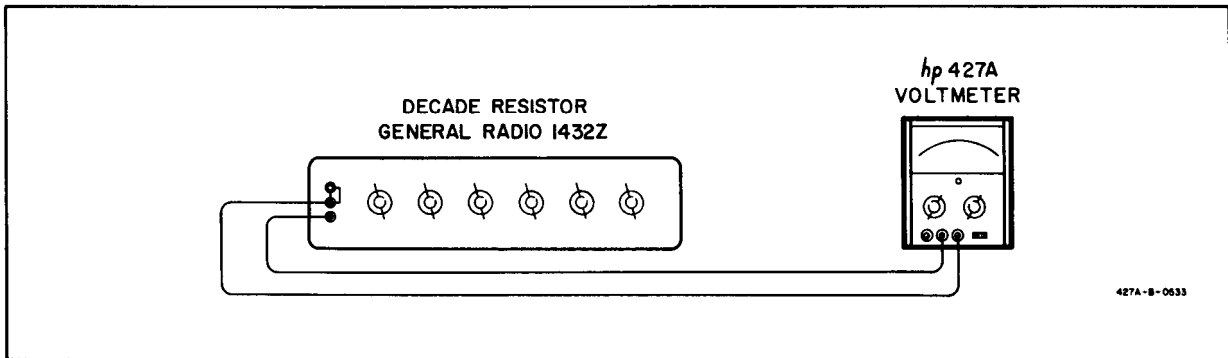 DECADE RESISTOR
GENERAL RADIO 1432Z
hp 427A
VOLTMETER
427A-B-0633